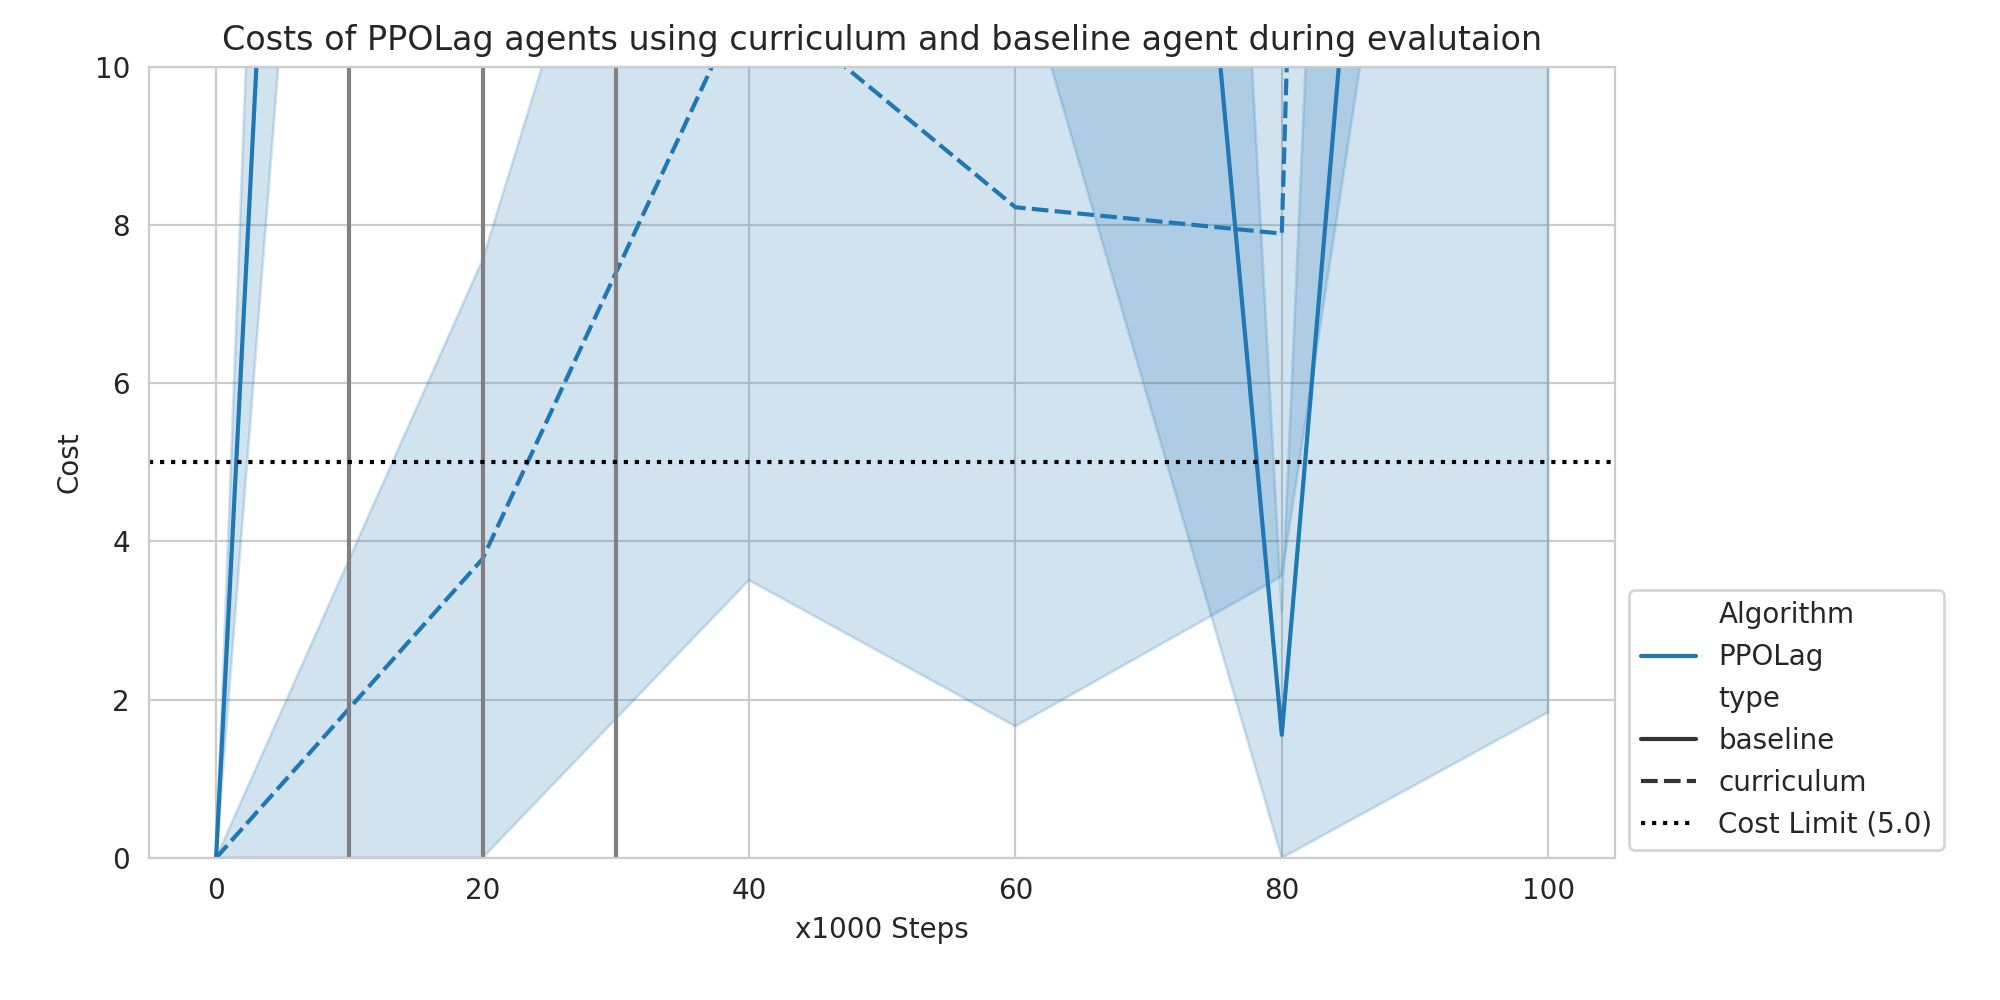 Costs of PPOLag agents using curriculum and baseline agent during evalutaion
10
8
6
4
2
0
Cost
0 20 40 60 80 100
x1000 Steps
Algorithm
PPOLag
type
baseline
curriculum
Cost Limit (5.0)